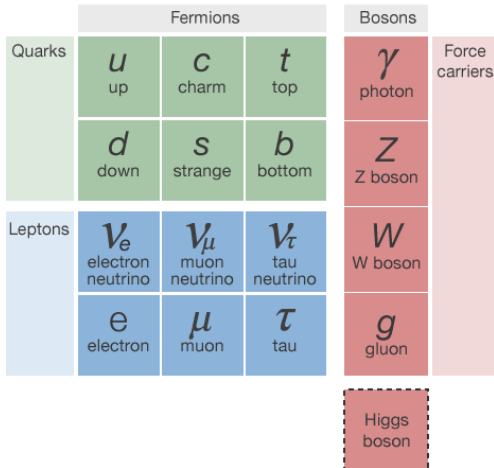 Fermions
Bosons
Quarks
u
c
t
up
charm
top
d
s
b
down
strange
bottom
Leptons
νe
νμ
ντ
electron
neutrino
muon
neutrino
tau
neutrino
e
μ
τ
electron
muon
tau
γ
photon
Z
Z boson
W
W boson
g
gluon
Force
carriers
Higgs
boson